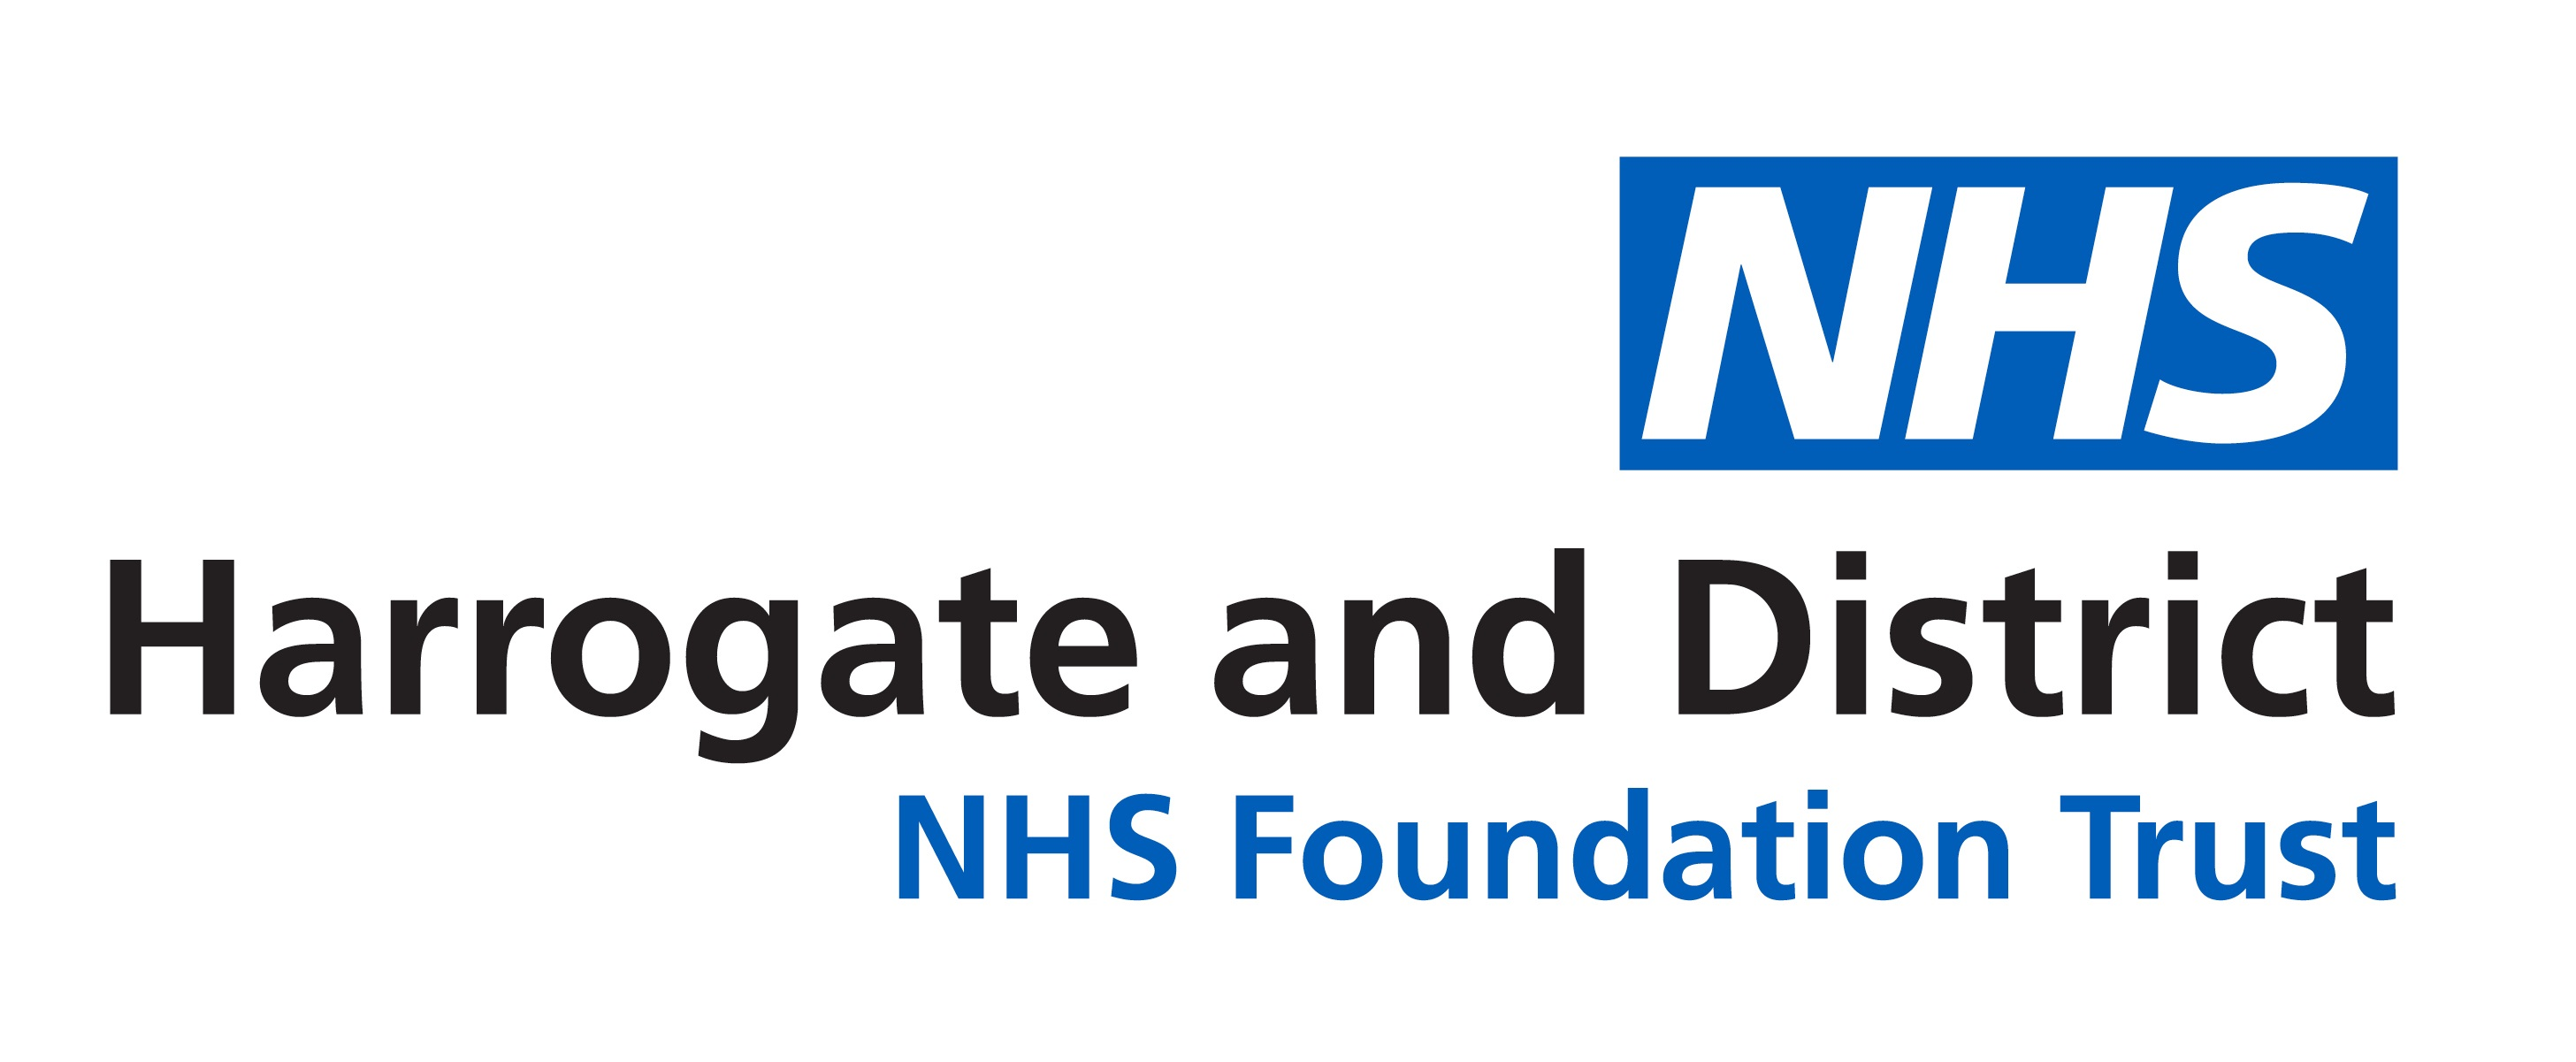 NHS
Harrogate and District
NHS Foundation Trust